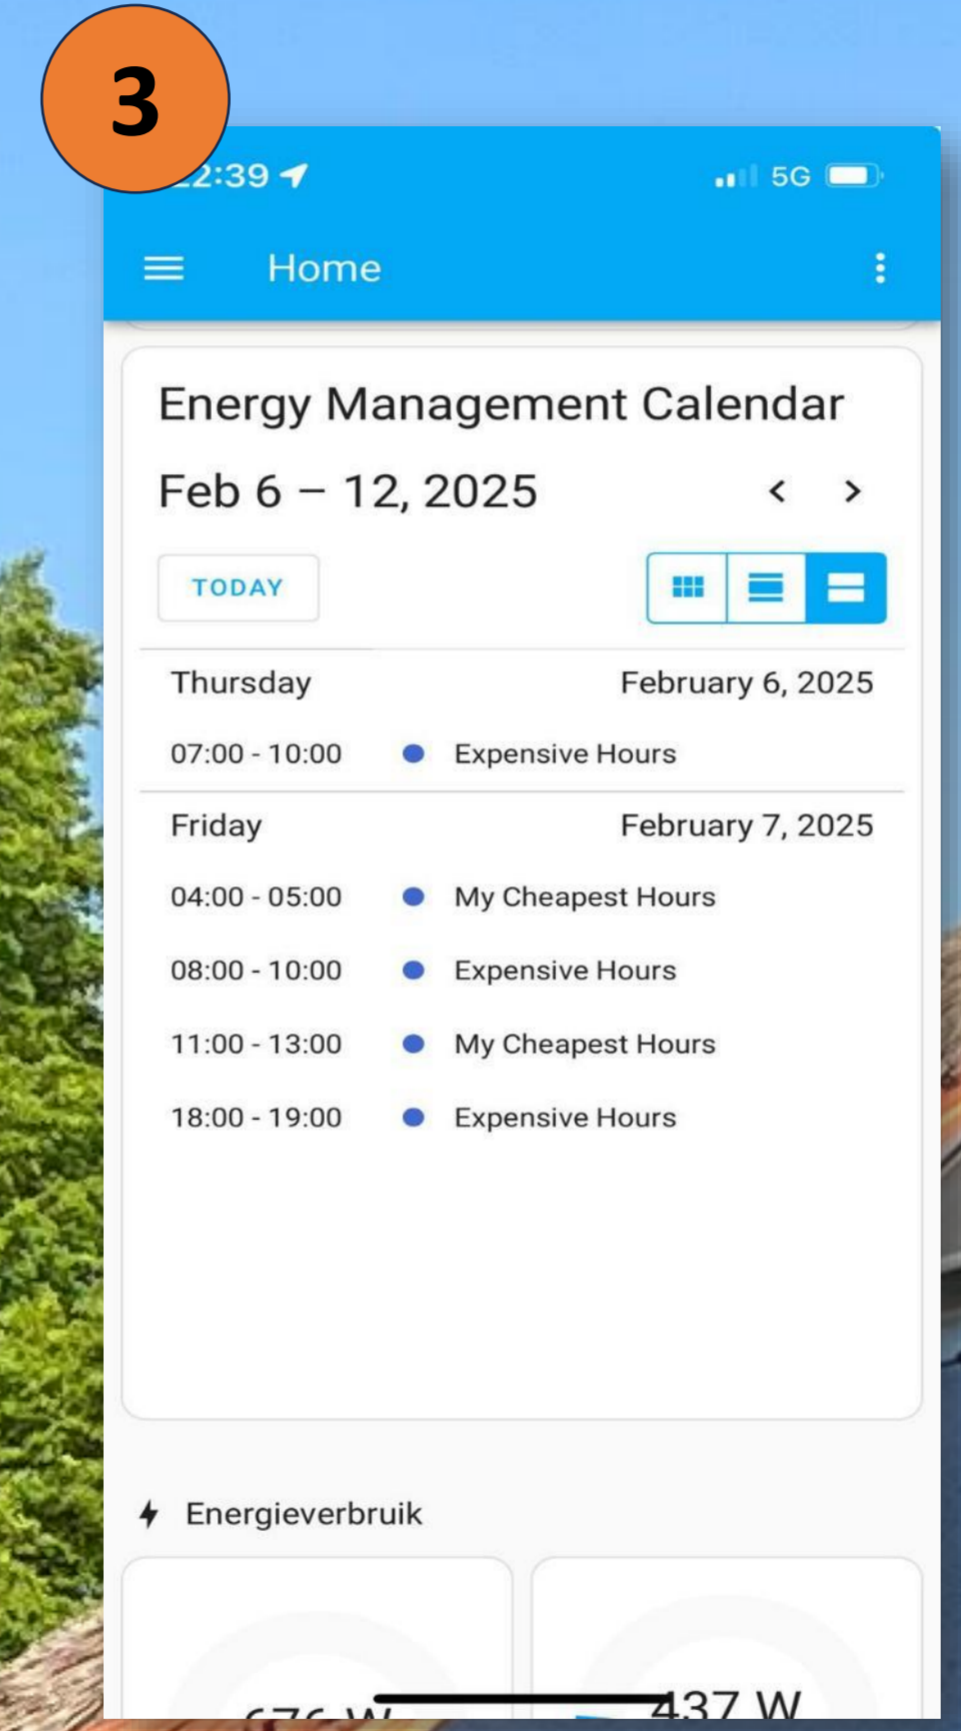 3
2:39
5G
Home
Energy Management Calendar
Feb 6 – 12, 2025
TODAY
Thursday February 6, 2025
07:00 - 10:00 Expensive Hours
Friday February 7, 2025
04:00 - 05:00 My Cheapest Hours
08:00 - 10:00 Expensive Hours
11:00 - 13:00 My Cheapest Hours
18:00 - 19:00 Expensive Hours
Energieverbruik
437 W